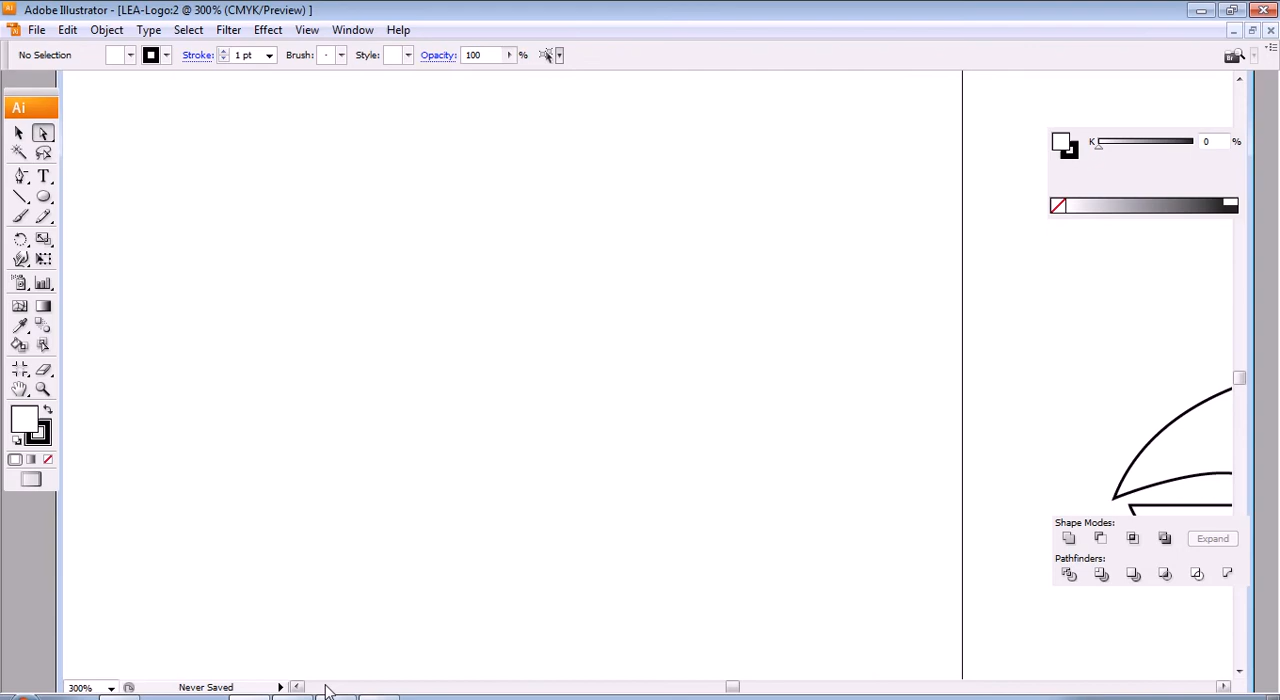 Adobe Illustrator - [LEA-Logo:2 @ 300% (CMYK/Preview) ]
File Edit Object Type Select Filter Effect View Window Help
No Selection Stroke: 1 pt Brush: Style: Opacity: 100 % Br
Ai
K 0 %
T
Shape Modes:
Expand
Pathfinders:
300% Never Saved